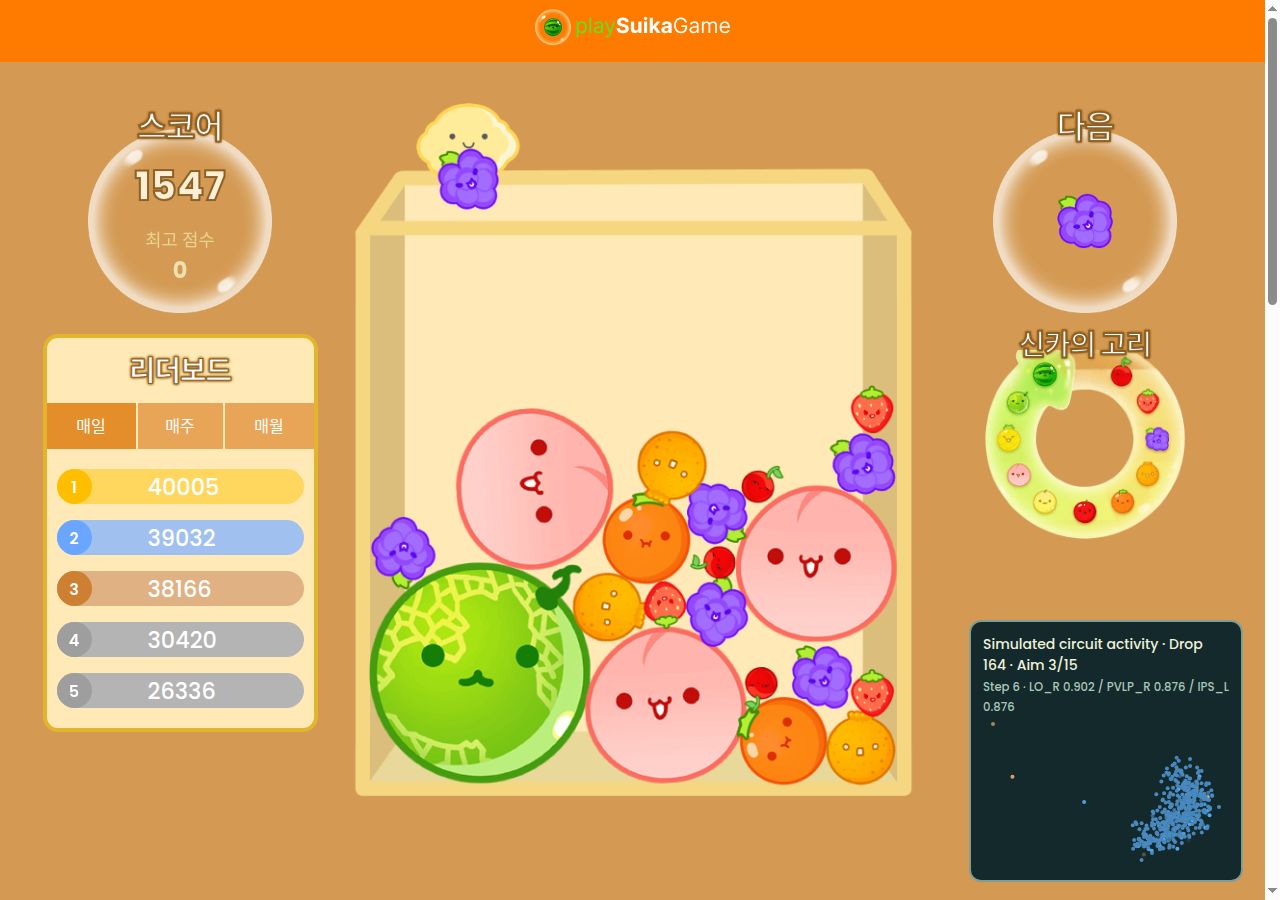 playSuikaGame
스코어
1547
최고 점수
0
리더보드
매일
매주
매월
1
40005
2
39032
3
38166
4
30420
5
26336
다음
신카의 고리
Simulated circuit activity · Drop
164 · Aim 3/15
Step 6 · LO_R 0.902 / PVLP_R 0.876 / IPS_L
0.876